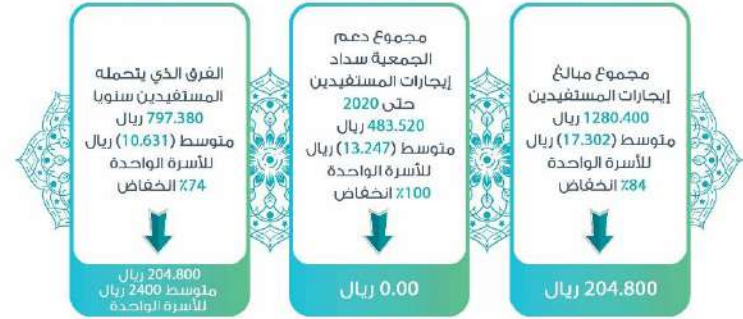 مجموع مبالغ
إيجارات المستفيدين
1280.400 ريال
متوسط (17.302) ريال
للأسرة الواحدة
84٪ انخفاض
204.800 ريال
مجموع دعم
الجمعية سداد
إيجارات المستفيدين
حتى 2020
483.520 ريال
متوسط (13.247) ريال
للأسرة الواحدة
100٪ انخفاض
0.00 ريال
الفرق الذي يتحمله
المستفيدين سنويا
797.380 ريال
متوسط (10.631) ريال
للأسرة الواحدة
74٪ انخفاض
204.800 ريال
متوسط 2400 ريال
للأسرة الواحدة